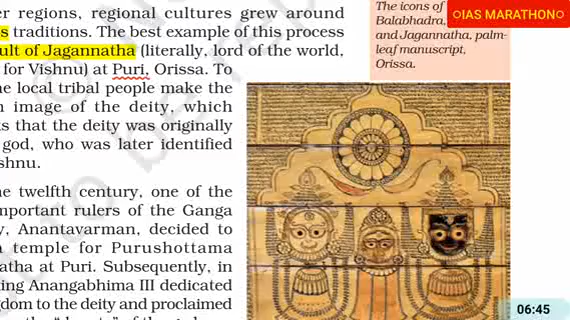 er regions, regional cultures grew around
s traditions. The best example of this process
ult of Jagannatha (literally, lord of the world,
for Vishnu) at Puri, Orissa. To
e local tribal people make the
image of the deity, which
s that the deity was originally
god, who was later identified
shnu.
e twelfth century, one of the
mportant rulers of the Ganga
y, Anantavarman, decided to
a temple for Purushottama
atha at Puri. Subsequently, in
ing Anangabhima III dedicated
gdom to the deity and proclaimed
The icons of
Balabhadra,
and Jagannatha, palm-
leaf manuscript,
Orissa.
IAS MARATHON
06:45